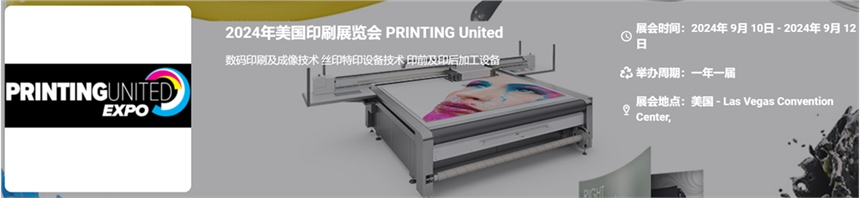 PRINTINGUNITED
EXPO
2024年美国印刷展览会 PRINTING United
数码印刷及成像技术 丝印特印设备技术 印前及印后加工设备
展会时间：2024年 9月 10日 - 2024年 9月 12
日
举办周期：一年一届
展会地点：美国 - Las Vegas Convention
Center,
RIGHT